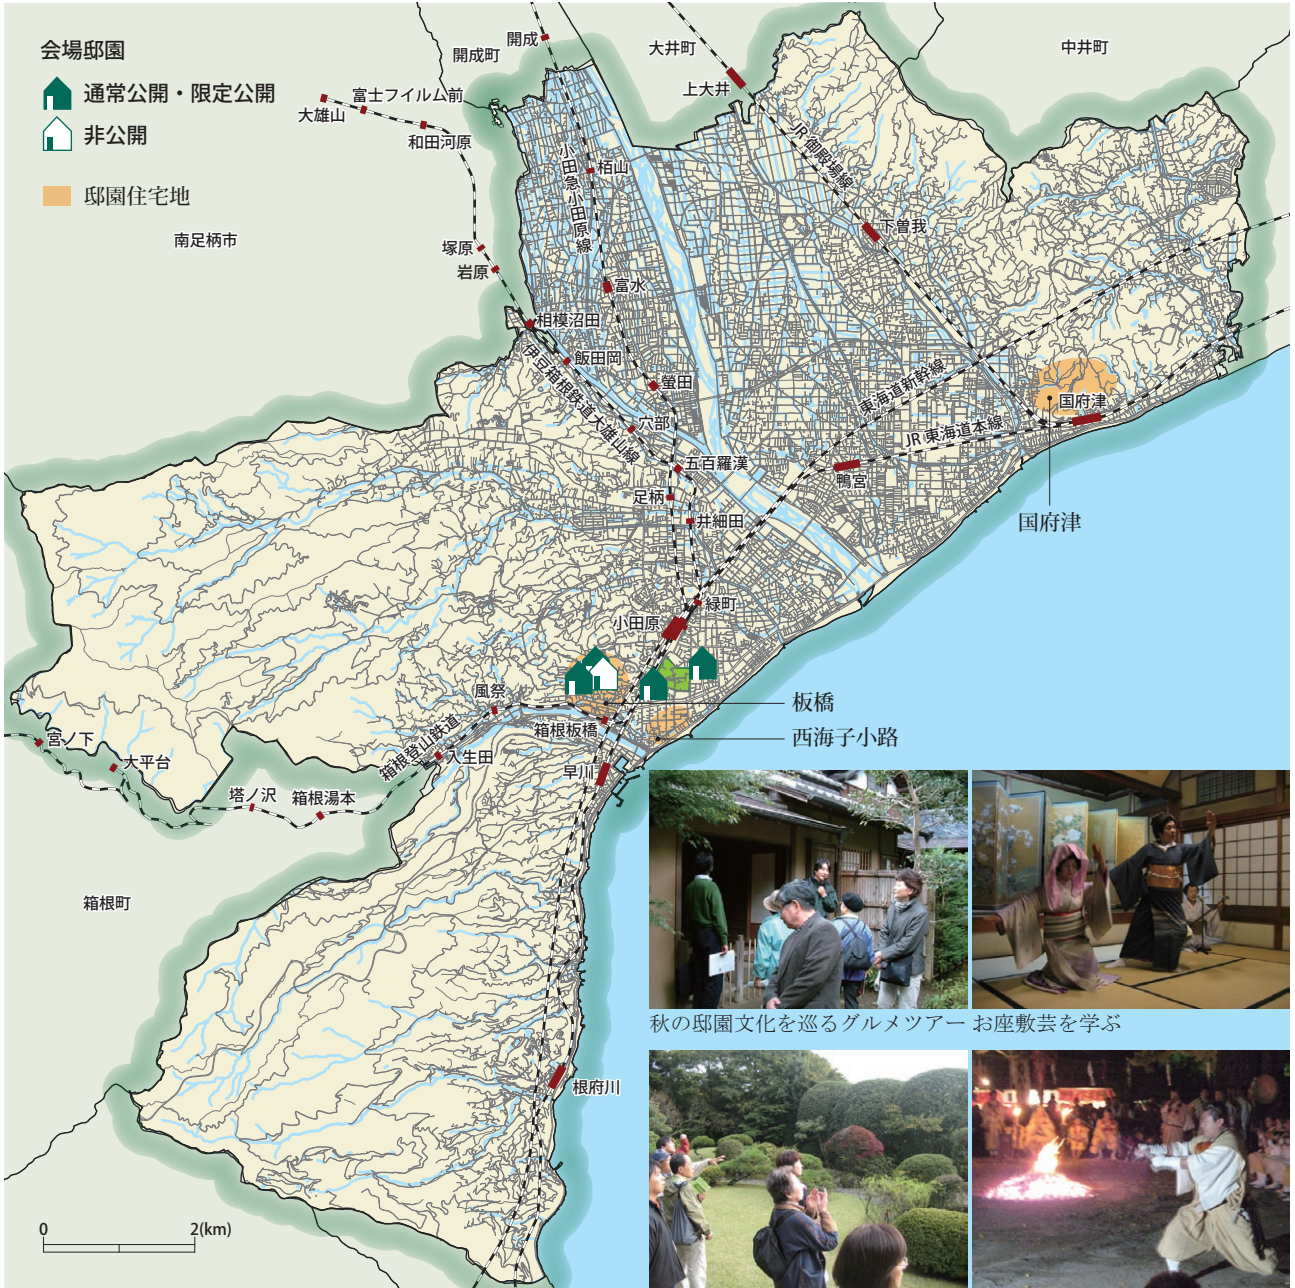 会場邸園
通常公開・限定公開
非公開
邸園住宅地
開成
開成町
大井町
中井町
上大井
富士フイルム前
大雄山
和田河原
JR御殿場線
小田急小田原線
栢山
下曽我
南足柄市
塚原
岩原
富水
相模沼田
飯田岡
伊豆箱根鉄道大雄山線
螢田
東海道新幹線
国府津
穴部
JR東海道本線
五百羅漢
鴨宮
足柄
井細田
国府津
緑町
小田原
風祭
板橋
箱根板橋
西海子小路
箱根登山鉄道
入生田
宮ノ下
大平台
早川
塔ノ沢
箱根湯本
箱根町
秋の邸園文化を巡るグルメツアー
お座敷芸を学ぶ
根府川
0 2(km)